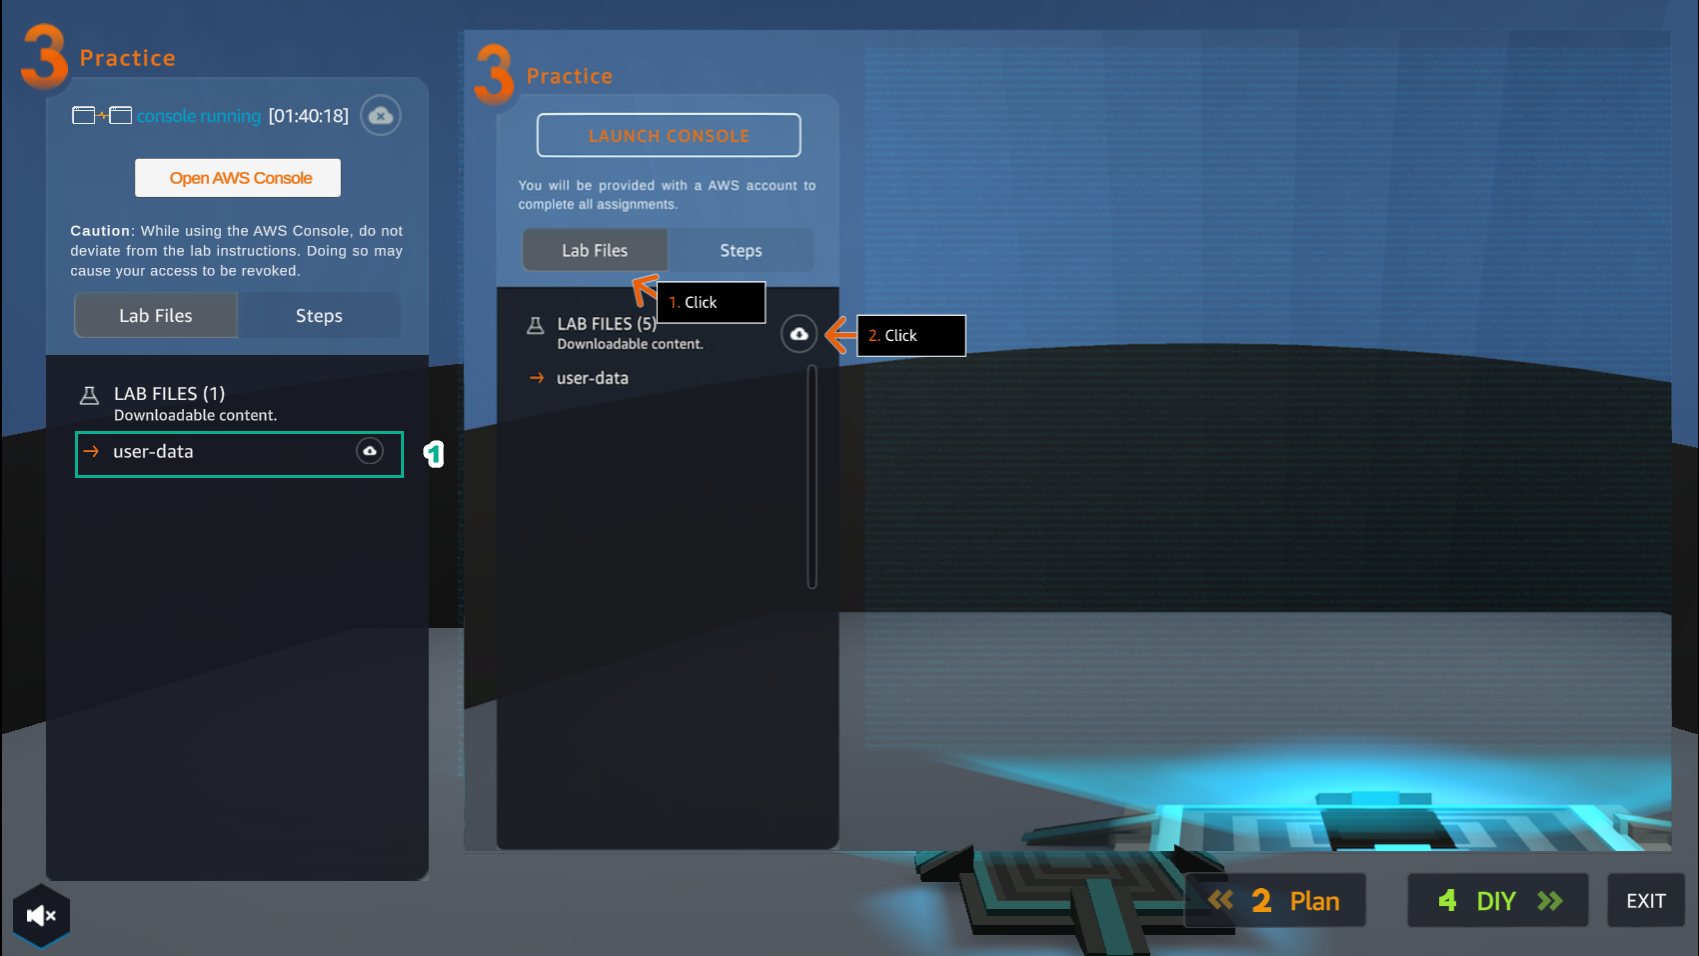 3 Practice
console running [01:40:18]
Open AWS Console
Caution: While using the AWS Console, do not
deviate from the lab instructions. Doing so may
cause your access to be revoked.
Lab Files Steps
LAB FILES (1)
Downloadable content.
user-data
1
3 Practice
LAUNCH CONSOLE
You will be provided with a AWS account to
complete all assignments.
Lab Files Steps
1. Click
LAB FILES (5)
Downloadable content.
2. Click
user-data
2 Plan
4 DIY
EXIT